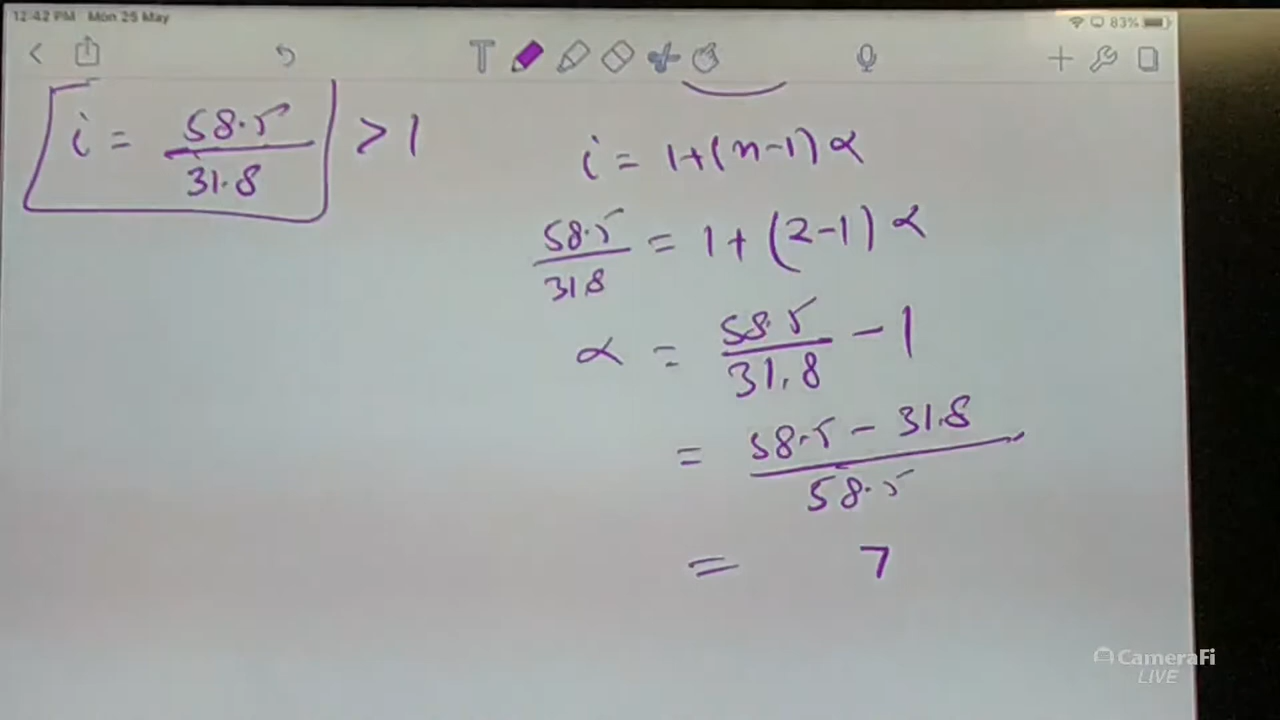 12:42 PM Mon 25 May
83%
T
i = 58.5/31.8 > 1
i = 1+(n-1) α
58.5/31.8 = 1 + (2-1) α
α = 58.5/31.8 - 1
= 58.5 - 31.8/58.5
= 7
CameraFi
LIVE